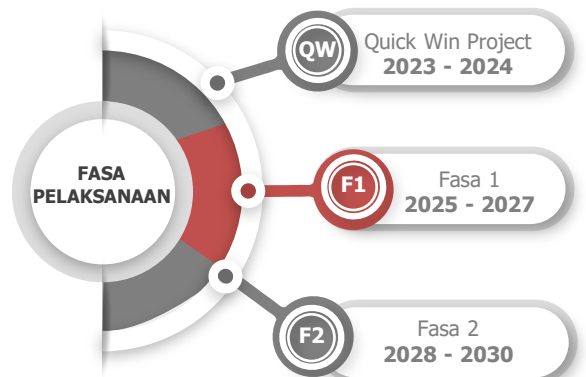 QW
Quick Win Project
2023 - 2024
FASA
PELAKSANAAN
F1
Fasa 1
2025 - 2027
F2
Fasa 2
2028 - 2030